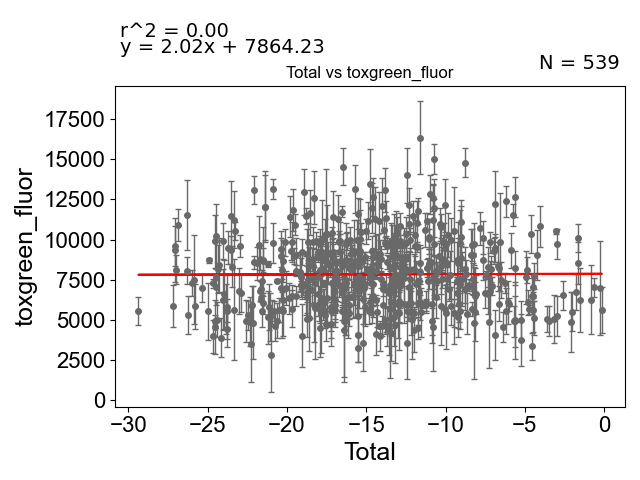 r^2 = 0.00
y = 2.02x + 7864.23
N = 539
Total vs toxgreen_fluor
17500
15000
12500
10000
7500
5000
2500
0
toxgreen_fluor
−30
−25
−20
−15
−10
−5
0
Total